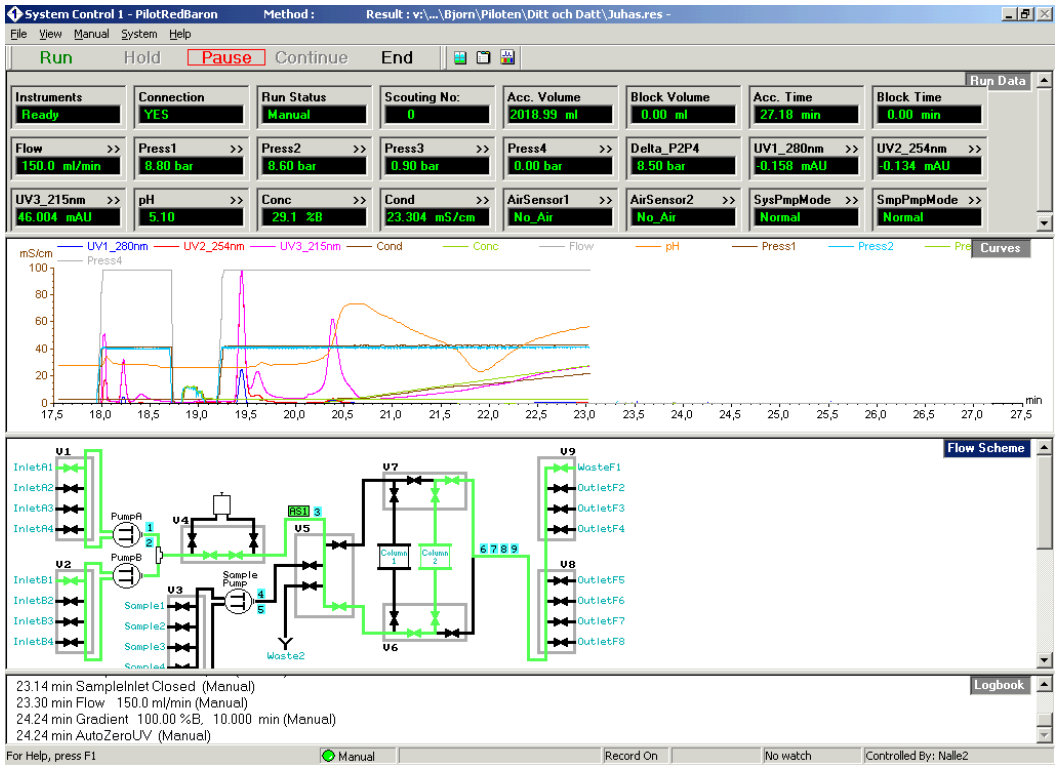 System Control 1 - PilotRedBaron Method : Result : v:\...\Bjorn\Piloten\Ditt och Datt\Juhas.res -
File View Manual System Help
Run Hold Pause Continue End
Run Data
Instruments Connection Run Status Scouting No: Acc. Volume Block Volume Acc. Time Block Time
Ready YES Manual 0 2018.99 ml 0.00 ml 27.18 min 0.00 min
Flow >> Press1 >> Press2 >> Press3 >> Press4 >> Delta_P2P4 UV1_280nm >> UV2_254nm >>
150.0 ml/min 8.80 bar 8.60 bar 0.90 bar 0.00 bar 8.50 bar -0.158 mAU -0.134 mAU
UV3_215nm >> pH >> Conc >> Cond >> AirSensor1 >> AirSensor2 >> SysPmpMode >> SmpPmpMode >>
46.004 mAU 5.10 29.1 %B 23.304 mS/cm No_Air No_Air Normal Normal
UV1_280nm UV2_254nm UV3_215nm Cond Conc Flow pH Press1 Press2 Pre Curves
mS/cm
Press4
100
80
60
40
20
0
min
17,5 18,0 18,5 19,0 19,5 20,0 20,5 21,0 21,5 22,0 22,5 23,0 23,5 24,0 24,5 25,0 25,5 26,0 26,5 27,0 27,5
Flow Scheme
V1 V9
InletA1 V7 WasteF1
InletA2 OutletF2
InletA3 PumpA AS1 3 OutletF3
InletA4 1 V4 V5 OutletF4
2 Column 1 Column 2 6 7 8 9
V2 PumpB V8
InletB1 Sample Pump OutletF5
InletB2 V3 4 OutletF6
InletB3 Sample1 5 OutletF7
InletB4 Sample2 OutletF8
Sample3 Waste2 V6
Sample4
Logbook
23.14 min SampleInlet Closed (Manual)
23.30 min Flow 150.0 ml/min (Manual)
24.24 min Gradient 100.00 %B, 10.000 min (Manual)
24.24 min AutoZeroUV (Manual)
For Help, press F1 Manual Record On No watch Controlled By: Nalle2